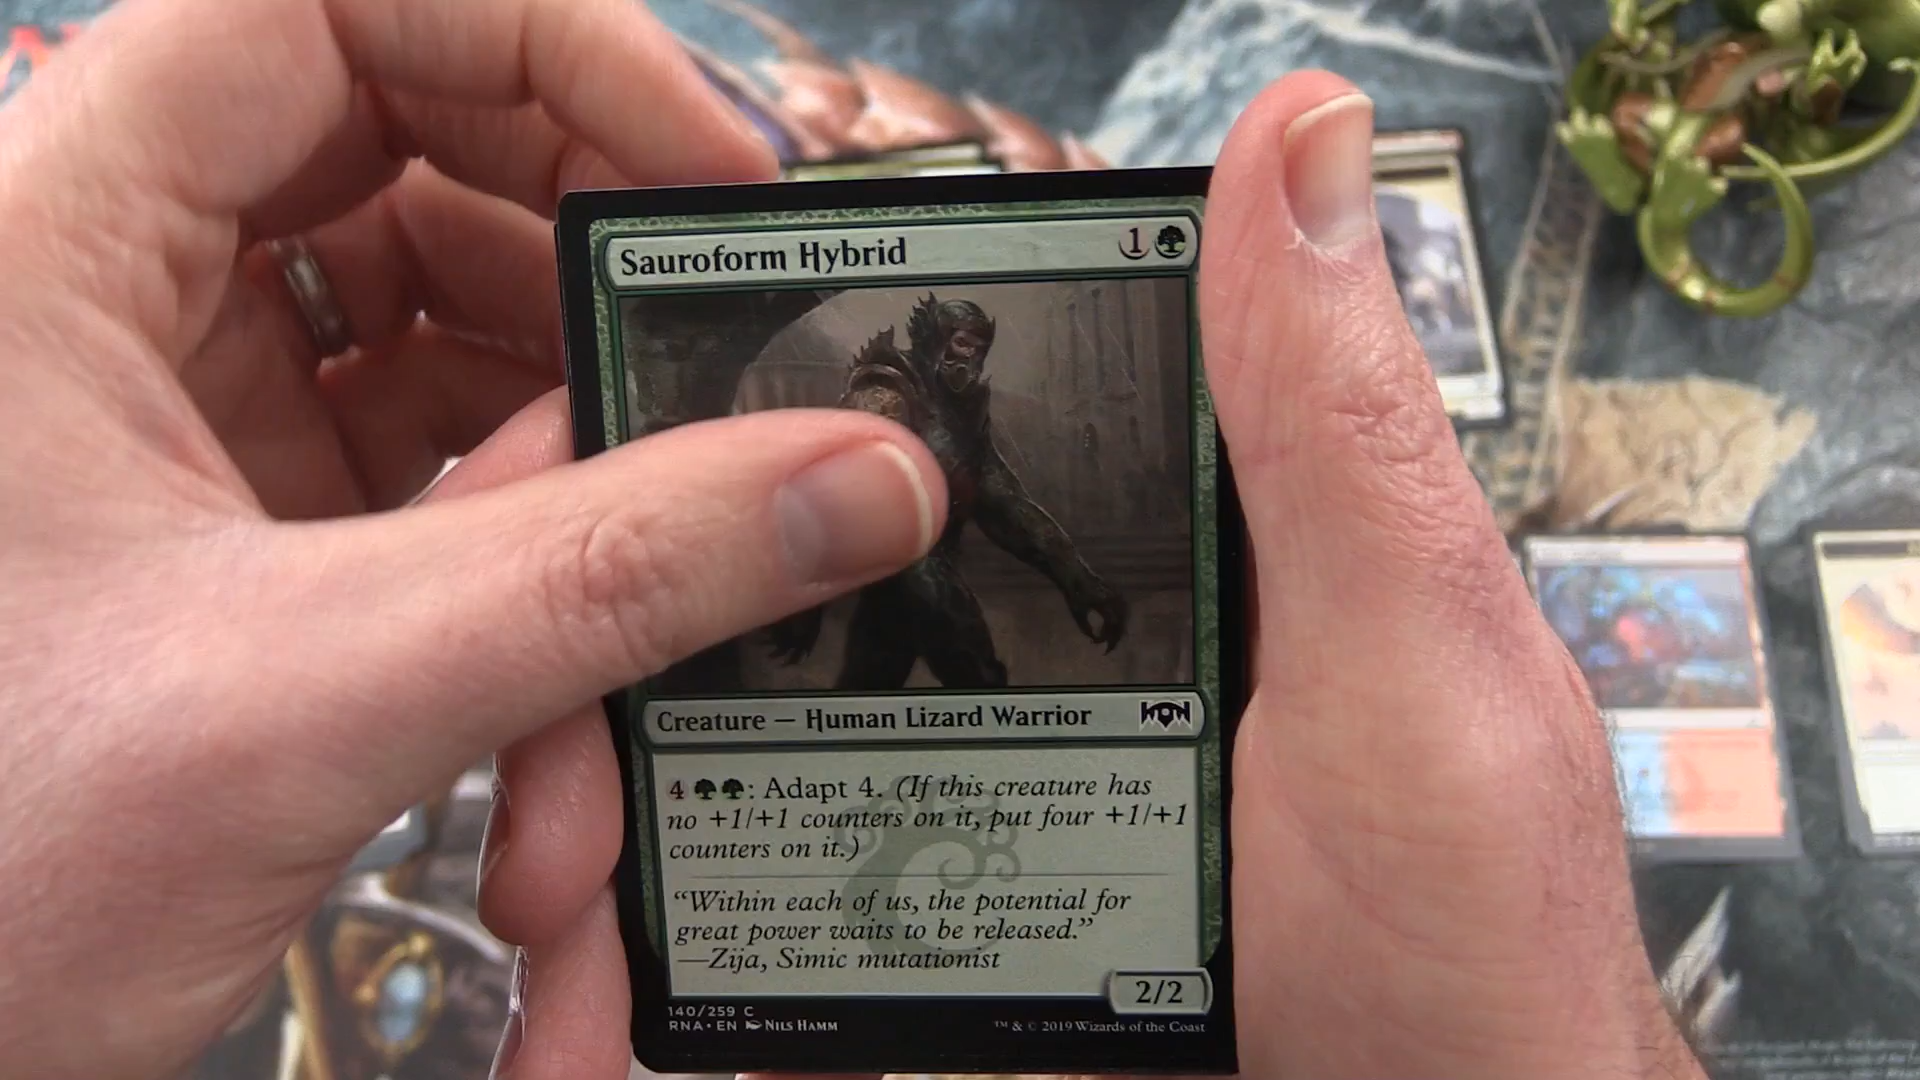 Sauroform Hybrid 1
Creature — Human Lizard Warrior
4 : Adapt 4. (If this creature has
no +1/+1 counters on it, put four +1/+1
counters on it.)
“Within each of us, the potential for
great power waits to be released.”
—Zija, Simic mutationist
2/2
140/259 C
RNA • EN NILS HAMM
™ & © 2019 Wizards of the Coast